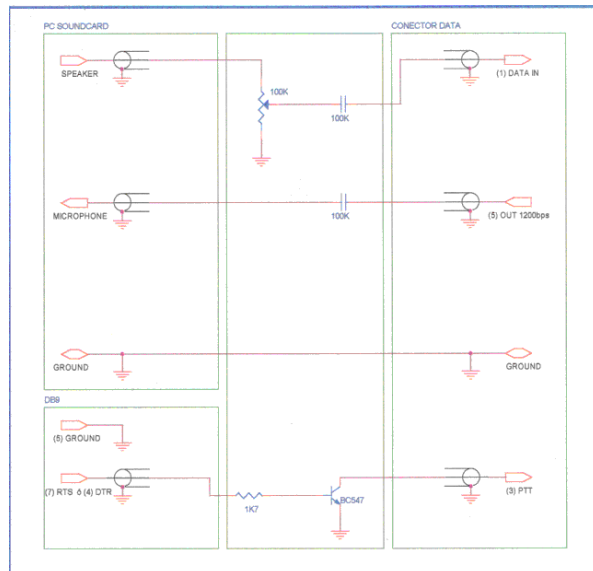 PC SOUNDCARD
CONECTOR DATA
SPEAKER
(1) DATA IN
100K
100K
MICROPHONE
100K
(5) OUT 1200bps
GROUND
GROUND
DB9
(5) GROUND
(7) RTS ó (4) DTR
1K7
BC547
(3) PTT